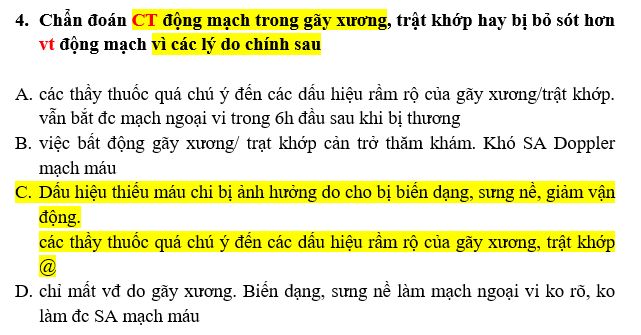 4. Chẩn đoán CT động mạch trong gãy xương, trật khớp hay bị bỏ sót hơn
vt động mạch vì các lý do chính sau
A. các thầy thuốc quá chú ý đến các dấu hiệu rầm rộ của gãy xương/trật khớp.
vẫn bắt đc mạch ngoại vi trong 6h đầu sau khi bị thương
B. việc bất động gãy xương/ trạt khớp cản trở thăm khám. Khó SA Doppler
mạch máu
C. Dấu hiệu thiếu máu chi bị ảnh hưởng do cho bị biến dạng, sưng nề, giảm vận
động.
các thầy thuốc quá chú ý đến các dấu hiệu rầm rộ của gãy xương, trật khớp
@
D. chỉ mất vđ do gãy xương. Biến dạng, sưng nề làm mạch ngoại vi ko rõ, ko
làm đc SA mạch máu